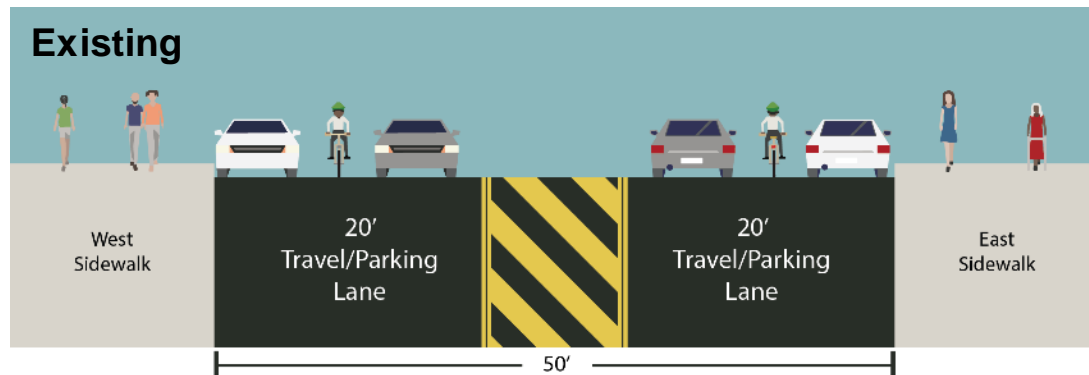 Existing
West
Sidewalk
20’
Travel/Parking
Lane
20’
Travel/Parking
Lane
East
Sidewalk
50’